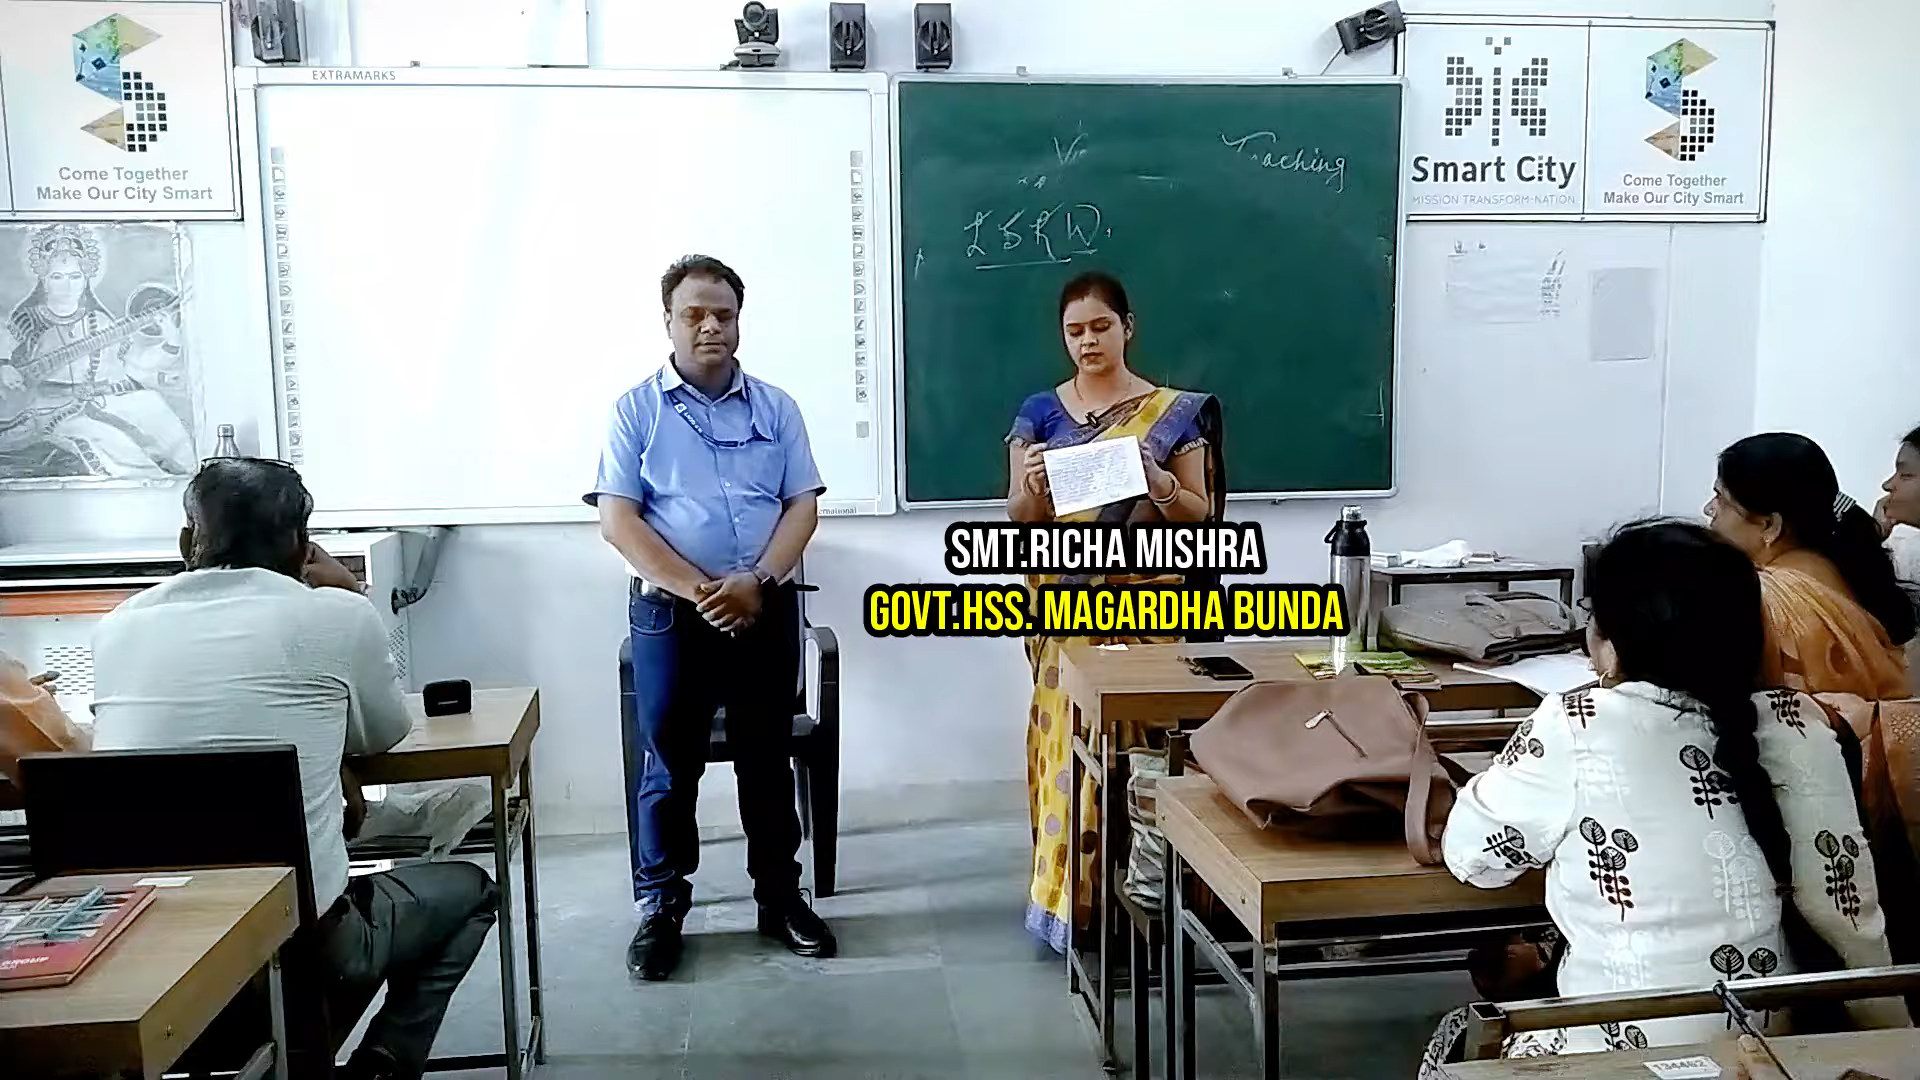 EXTRAMARKS
Come Together
Make Our City Smart
Teaching
LSRW.
Smart City
MISSION TRANSFORM-NATION
Come Together
Make Our City Smart
SMT.RICHA MISHRA
GOVT.HSS. MAGARDHA BUNDA